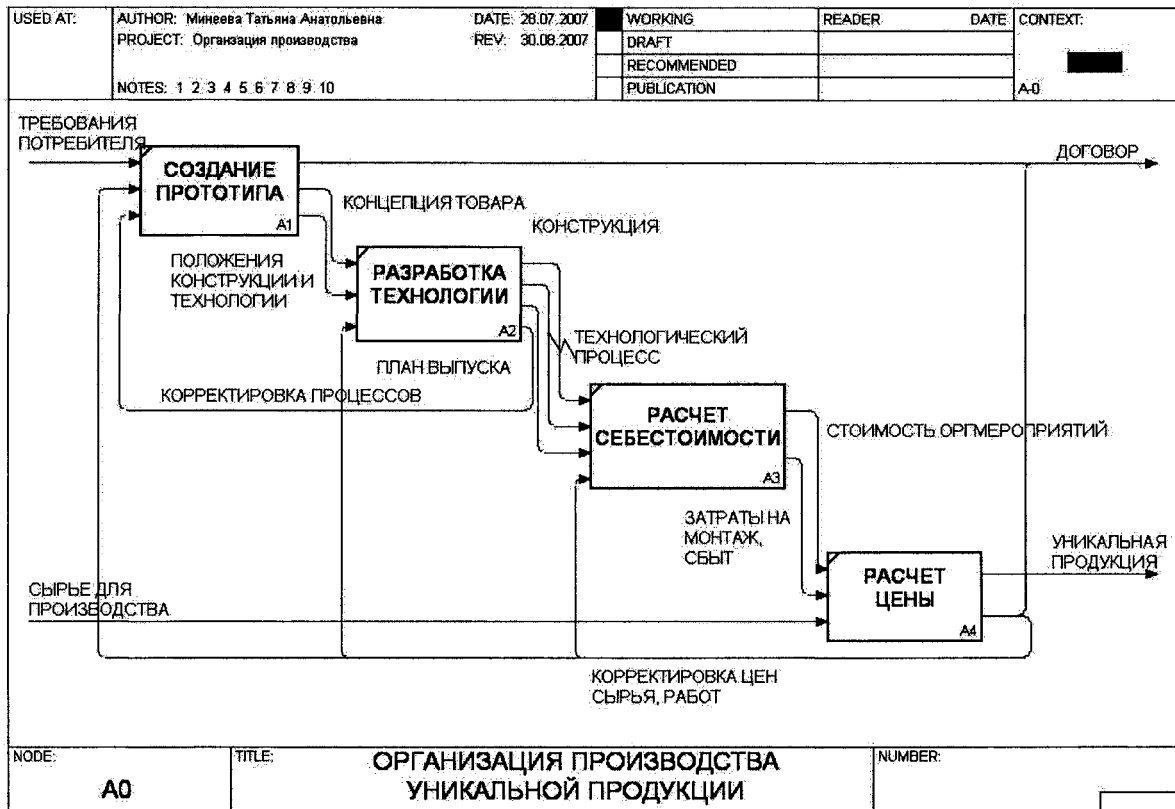 USED AT:
AUTHOR: Минеева Татьяна Анатольевна
DATE: 28.07.2007
PROJECT: Органзация производства
REV: 30.08.2007
NOTES: 1 2 3 4 5 6 7 8 9 10
WORKING
DRAFT
RECOMMENDED
PUBLICATION
READER DATE
CONTEXT:
A-0
ТРЕБОВАНИЯ
ПОТРЕБИТЕЛЯ
СОЗДАНИЕ
ПРОТОТИПА
A1
ДОГОВОР
КОНЦЕПЦИЯ ТОВАРА
КОНСТРУКЦИЯ
ПОЛОЖЕНИЯ
КОНСТРУКЦИИ И
ТЕХНОЛОГИИ
РАЗРАБОТКА
ТЕХНОЛОГИИ
A2
ТЕХНОЛОГИЧЕСКИЙ
ПРОЦЕСС
ПЛАН ВЫПУСКА
КОРРЕКТИРОВКА ПРОЦЕССОВ
РАСЧЕТ
СЕБЕСТОИМОСТИ
A3
СТОИМОСТЬ ОРГМЕРОПРИЯТИЙ
ЗАТРАТЫ НА
МОНТАЖ,
СБЫТ
УНИКАЛЬНАЯ
ПРОДУКЦИЯ
РАСЧЕТ
ЦЕНЫ
A4
СЫРЬЕ ДЛЯ
ПРОИЗВОДСТВА
КОРРЕКТИРОВКА ЦЕН
СЫРЬЯ, РАБОТ
NODE:
A0
TITLE:
ОРГАНИЗАЦИЯ ПРОИЗВОДСТВА
УНИКАЛЬНОЙ ПРОДУКЦИИ
NUMBER: